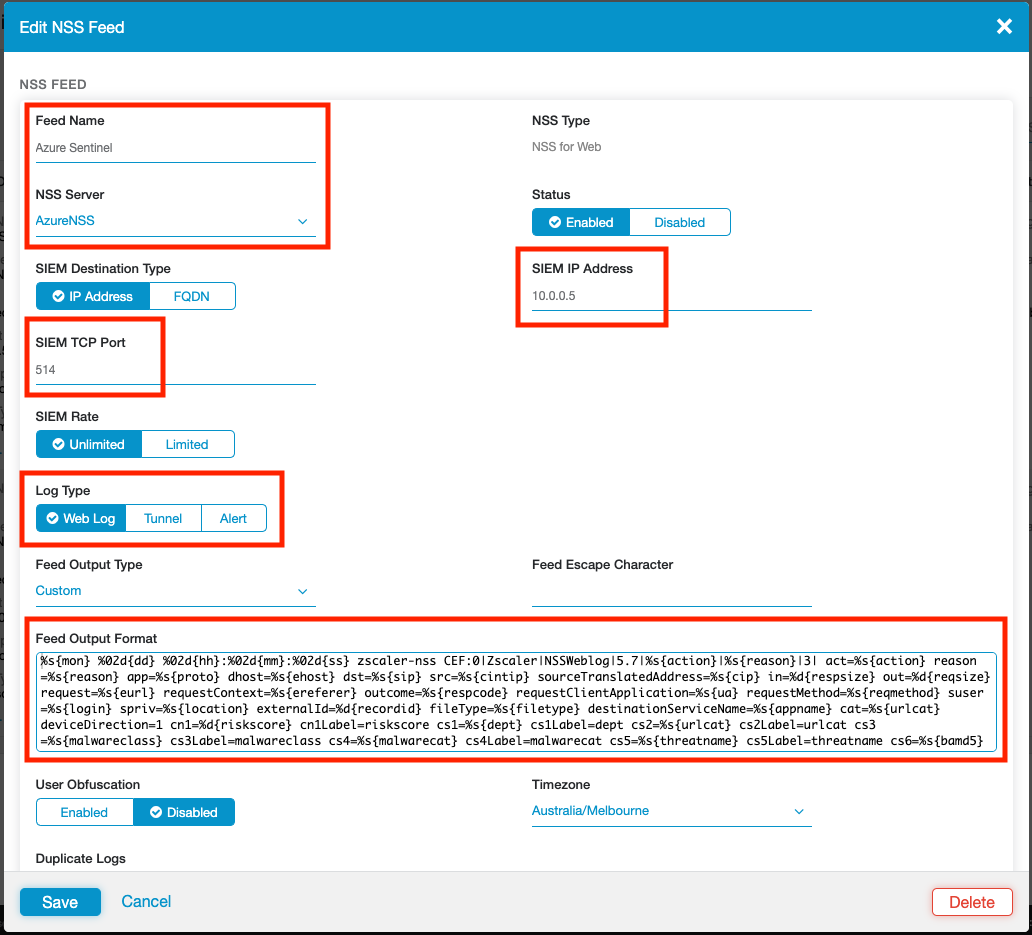 Edit NSS Feed
NSS FEED
Feed Name
Azure Sentinel
NSS Type
NSS for Web
NSS Server
AzureNSS
Status
Enabled Disabled
SIEM Destination Type
IP Address FQDN
SIEM IP Address
10.0.0.5
SIEM TCP Port
514
SIEM Rate
Unlimited Limited
Log Type
Web Log Tunnel Alert
Feed Output Type
Custom
Feed Escape Character
Feed Output Format
%s{mon} %02d{dd} %02d{hh}:%02d{mm}:%02d{ss} zscaler-nss CEF:0|Zscaler|NSSWeblog|5.7|%s{action}|%s{reason}|3| act=%s{action} reason
=%s{reason} app=%s{proto} dhost=%s{ehost} dst=%s{sip} src=%s{cintip} sourceTranslatedAddress=%s{cip} in=%d{respsize} out=%d{reqsize}
request=%s{eurl} requestContext=%s{ereferer} outcome=%s{respcode} requestClientApplication=%s{ua} requestMethod=%s{reqmethod} suser
=%s{login} spriv=%s{location} externalId=%d{recordid} fileType=%s{filetype} destinationServiceName=%s{appname} cat=%s{urlcat}
deviceDirection=1 cn1=%d{riskscore} cn1Label=riskscore cs1=%s{dept} cs1Label=dept cs2=%s{urlcat} cs2Label=urlcat cs3
=%s{malwareclass} cs3Label=malwareclass cs4=%s{malwarecat} cs4Label=malwarecat cs5=%s{threatname} cs5Label=threatname cs6=%s{bamd5}
User Obfuscation
Enabled Disabled
Timezone
Australia/Melbourne
Duplicate Logs
Save Cancel Delete